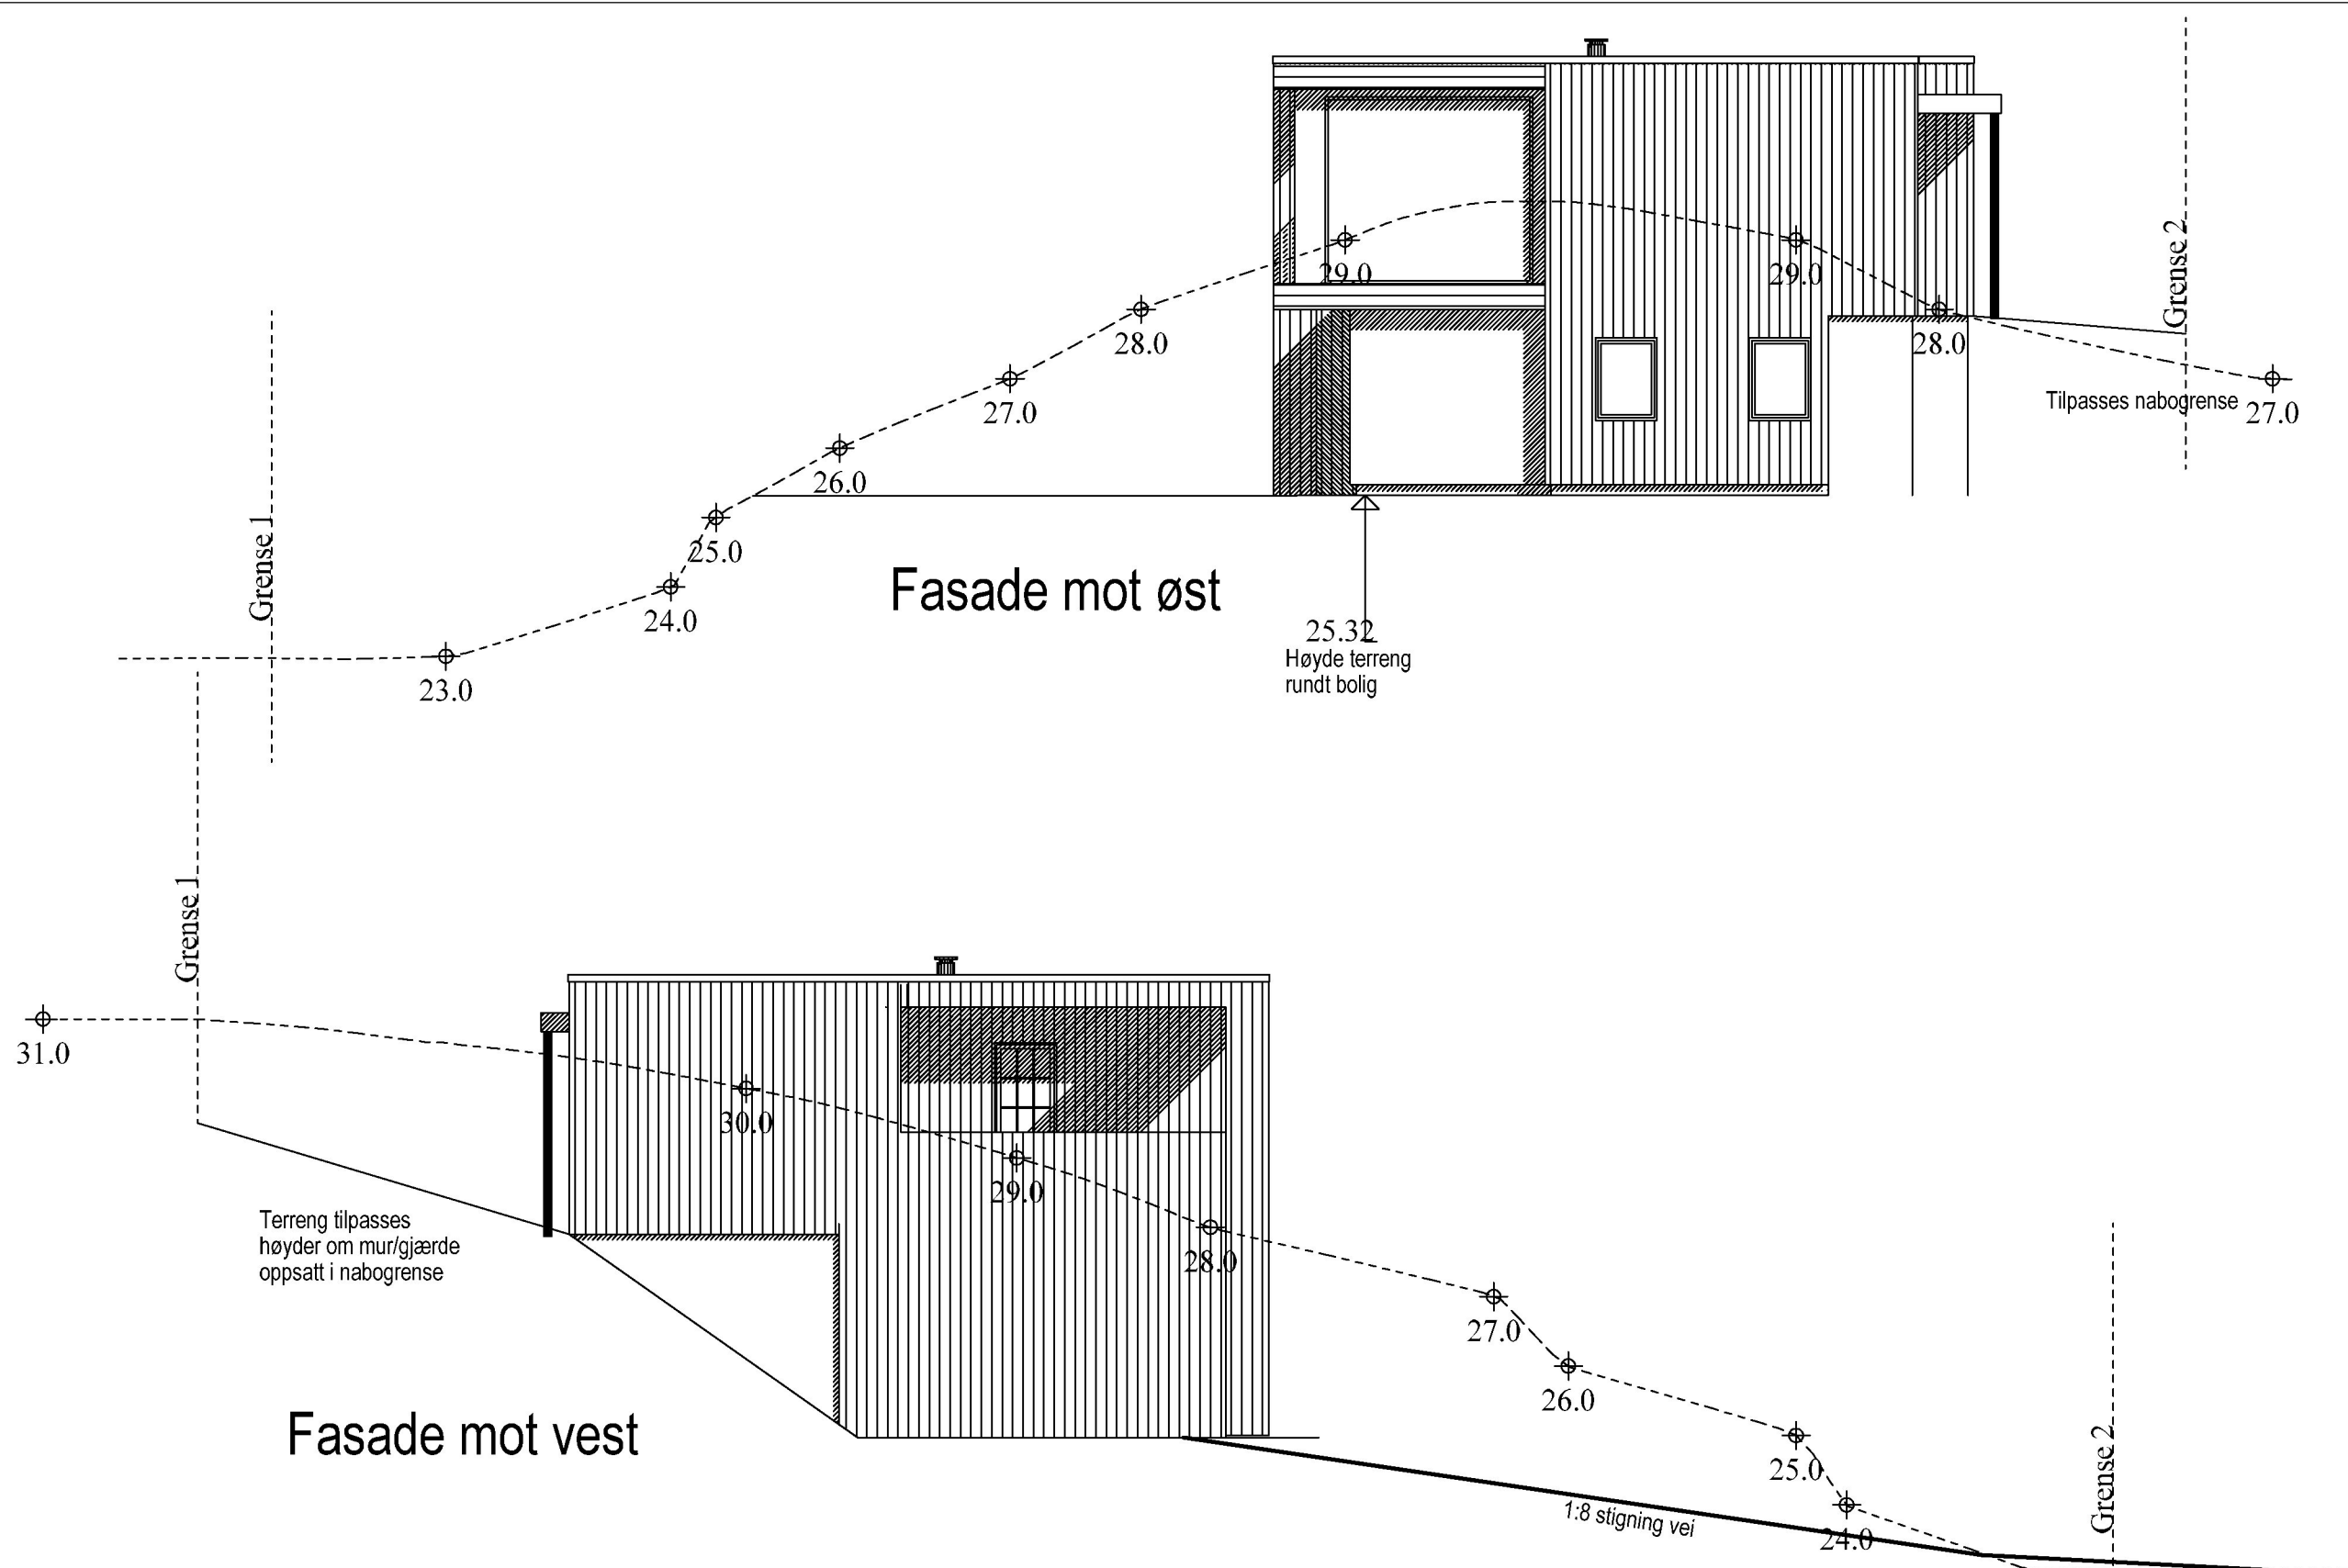 Grense 2
29.0
29.0
28.0
28.0
Tilpasses nabogrense
27.0
27.0
26.0
Grense 1
25.0
Fasade mot øst
24.0
25.32
Høyde terreng
rundt bolig
23.0
Grense 1
31.0
30.0
29.0
Terreng tilpasses
høyder om mur/gjærde
oppsatt i nabogrense
28.0
27.0
26.0
Fasade mot vest
25.0
Grense 2
1:8 stigning vei
24.0